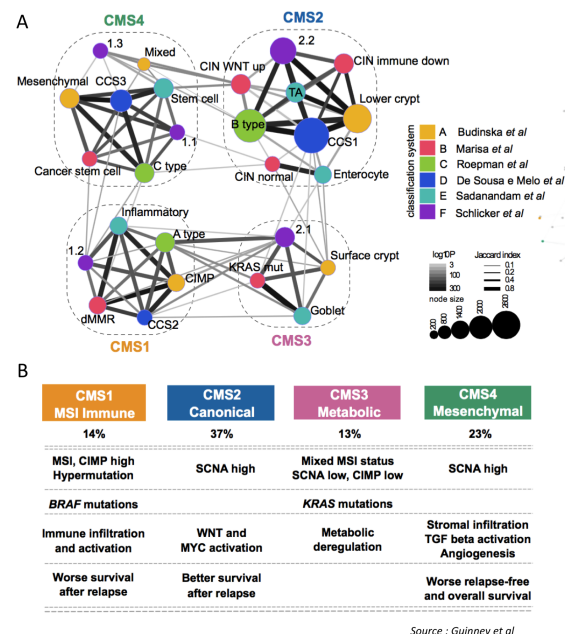 A
CMS4
CMS2
1.3
Mixed
2.2
CIN WNT up
CIN immune down
Mesenchymal
CCS3
Stem cell
TA
Lower crypt
B type
CCS1
1.1
Cancer stem cell
C type
CIN normal
Enterocyte
Inflammatory
A type
2.1
1.2
CIMP
KRAS mut
Surface crypt
dMMR
CCS2
Goblet
CMS1
CMS3
classification system
A Budinska et al
B Marisa et al
C Roepman et al
D De Sousa e Melo et al
E Sadanandam et al
F Schlicker et al
Jaccard index
3
100
300
0.1
0.2
0.4
0.8
node size
200
800
1400
2000
2600
B
CMS1
MSI Immune
CMS2
Canonical
CMS3
Metabolic
CMS4
Mesenchymal
14%
37%
13%
23%
MSI, CIMP high
Hypermutation
SCNA high
Mixed MSI status
SCNA low, CIMP low
SCNA high
BRAF mutations
KRAS mutations
Immune infiltration
and activation
WNT and
MYC activation
Metabolic
deregulation
Stromal infiltration
TGF beta activation
Angiogenesis
Worse survival
after relapse
Better survival
after relapse
Worse relapse-free
and overall survival
Source : Guinney et al